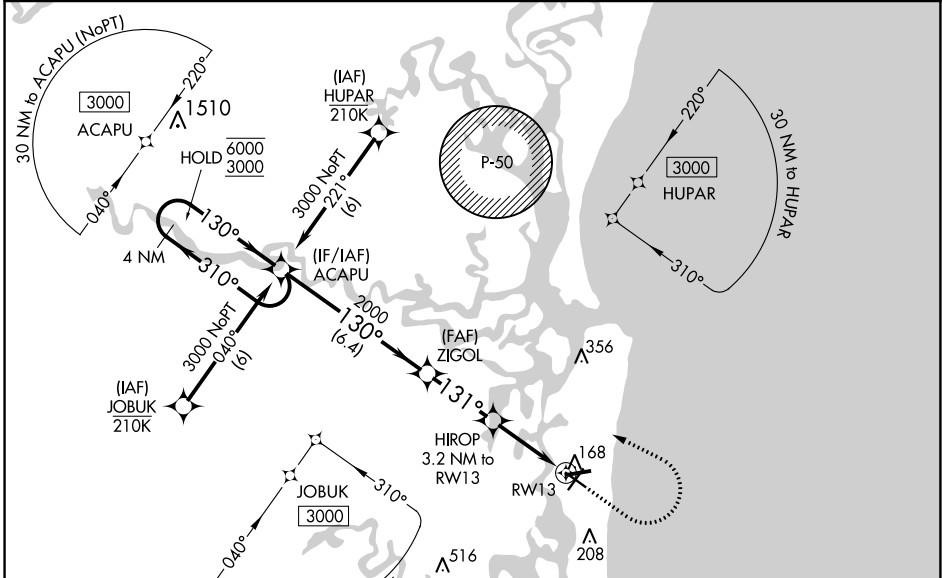 30 NM to ACAPU (NoPT)
220°
3000
ACAPU
1510
040°
HOLD
6000
3000
4 NM
130°
310°
(IAF)
HUPAR
210K
3000 NoPT
221°
(6)
P-50
220°
3000
HUPAR
310°
30 NM to HUPAR
(IF/IAF)
ACAPU
3000 NoPT
040°
(6)
(IAF)
JOBUK
210K
2000
130°
(6.4)
(FAF)
ZIGOL
131°
356
HIROP
3.2 NM to
RW13
RW13
168
208
516
JOBUK
3000
310°
040°